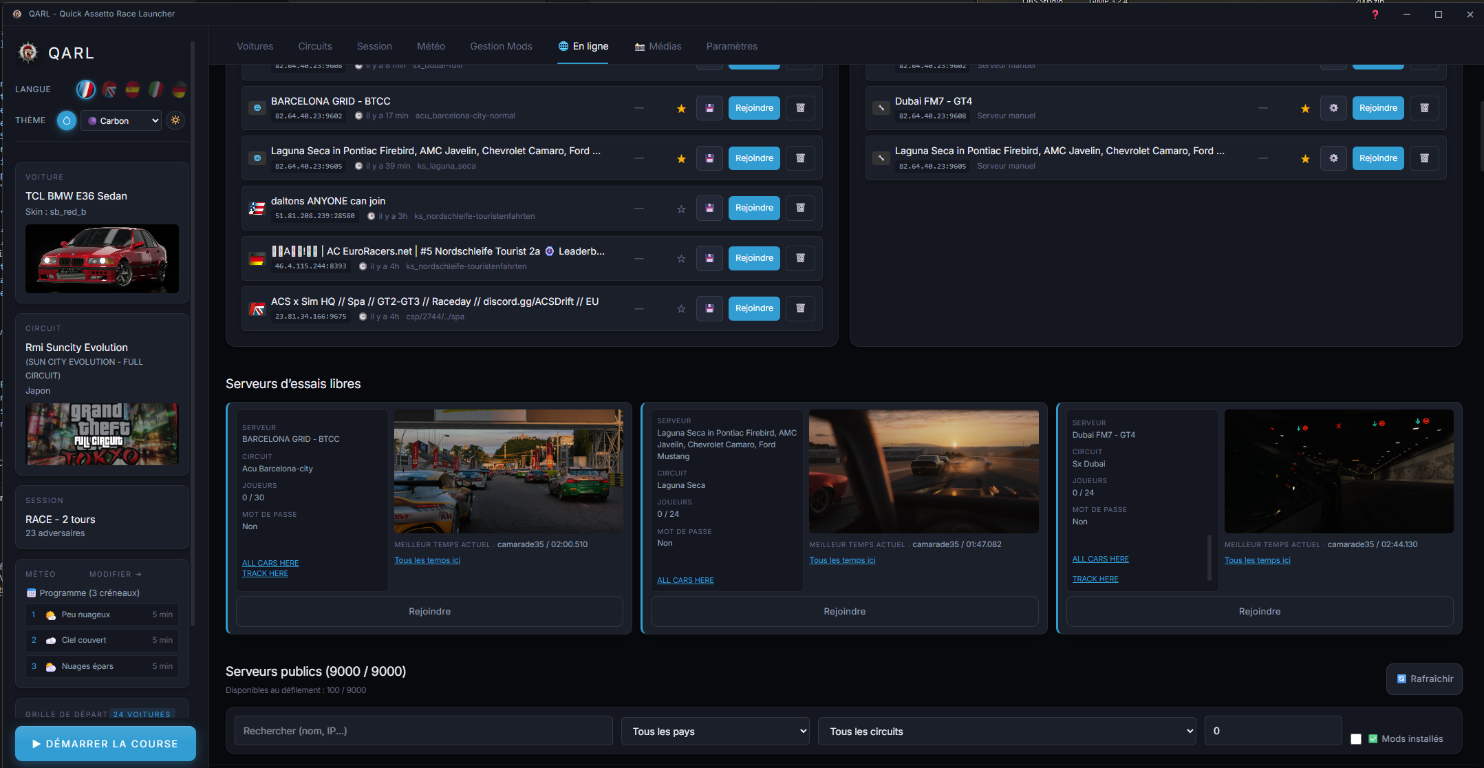 QARL - Quick Assetto Race Launcher
QARL
LANGUE
THÈME
Carbon
VOITURE
TCL BMW E36 Sedan
Skin : sb_red_b
CIRCUIT
Rmi Suncity Evolution
(SUN CITY EVOLUTION - FULL
CIRCUIT)
Japon
grand
theft
FULL CIRCUIT
TOKYO
SESSION
RACE - 2 tours
23 adversaires
MÉTÉO MODIFIER →
Programme (3 créneaux)
1 Peu nuageux 5 min
2 Ciel couvert 5 min
3 Nuages épars 5 min
GRILLE DE DÉPART 24 VOITURES
▶ DÉMARRER LA COURSE
Voitures Circuits Session Météo Gestion Mods En ligne Médias Paramètres
BARCELONA GRID - BTCC
82.64.40.23:9602 il y a 17 min acu_barcelona-city-normal
Rejoindre
Laguna Seca in Pontiac Firebird, AMC Javelin, Chevrolet Camaro, Ford ...
82.64.40.23:9605 il y a 39 min ks_laguna_seca
Rejoindre
daltons ANYONE can join
51.81.208.239:28580 il y a 3h ks_nordschleife-touristenfahrten
Rejoindre
| AC EuroRacers.net | #5 Nordschleife Tourist 2a Leaderb...
46.4.115.244:8393 il y a 4h ks_nordschleife-touristenfahrten
Rejoindre
ACS x Sim HQ // Spa // GT2-GT3 // Raceday // discord.gg/ACSDrift // EU
23.81.34.166:9675 il y a 4h csp/2744/../spa
Rejoindre
Serveur manuel
Dubai FM7 - GT4
82.64.40.23:9608 Serveur manuel
Rejoindre
Laguna Seca in Pontiac Firebird, AMC Javelin, Chevrolet Camaro, Ford ...
82.64.40.23:9605 Serveur manuel
Rejoindre
Serveurs d'essais libres
SERVEUR
BARCELONA GRID - BTCC
CIRCUIT
Acu Barcelona-city
JOUEURS
0 / 30
MOT DE PASSE
Non
ALL CARS HERE
TRACK HERE
MEILLEUR TEMPS ACTUEL : camarade35 / 02:00.510
Tous les temps ici
Rejoindre
SERVEUR
Laguna Seca in Pontiac Firebird, AMC
Javelin, Chevrolet Camaro, Ford
Mustang
CIRCUIT
Laguna Seca
JOUEURS
0 / 24
MOT DE PASSE
Non
ALL CARS HERE
MEILLEUR TEMPS ACTUEL : camarade35 / 01:47.082
Tous les temps ici
Rejoindre
SERVEUR
Dubai FM7 - GT4
CIRCUIT
Sx Dubai
JOUEURS
0 / 24
MOT DE PASSE
Non
ALL CARS HERE
TRACK HERE
MEILLEUR TEMPS ACTUEL : camarade35 / 02:44.130
Tous les temps ici
Rejoindre
Serveurs publics (9000 / 9000)
Disponibles au défilement : 100 / 9000
Rafraîchir
Rechercher (nom, IP...)
Tous les pays
Tous les circuits
0
Mods installés